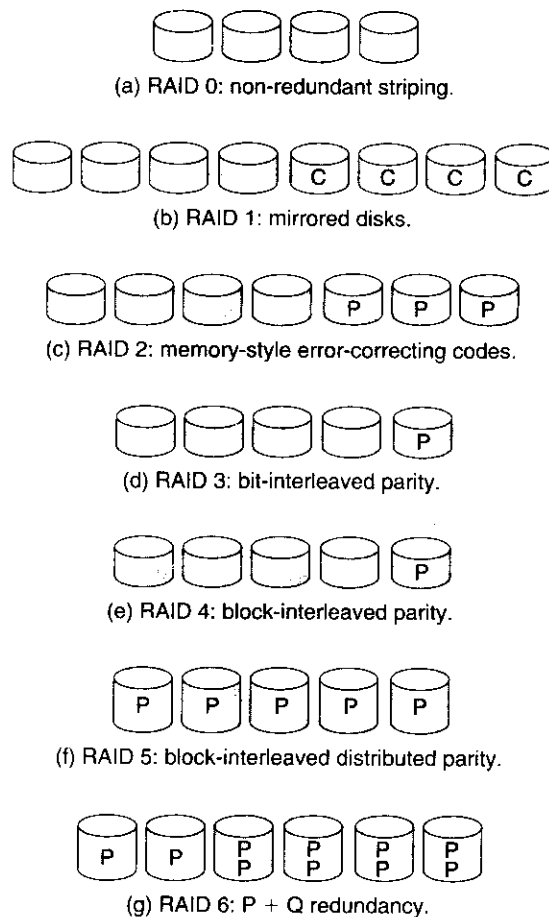 (a) RAID 0: non-redundant striping.
C C C C
(b) RAID 1: mirrored disks.
P P P
(c) RAID 2: memory-style error-correcting codes.
P
(d) RAID 3: bit-interleaved parity.
P
(e) RAID 4: block-interleaved parity.
P P P P P
(f) RAID 5: block-interleaved distributed parity.
P P P P P P
P P P P
(g) RAID 6: P + Q redundancy.